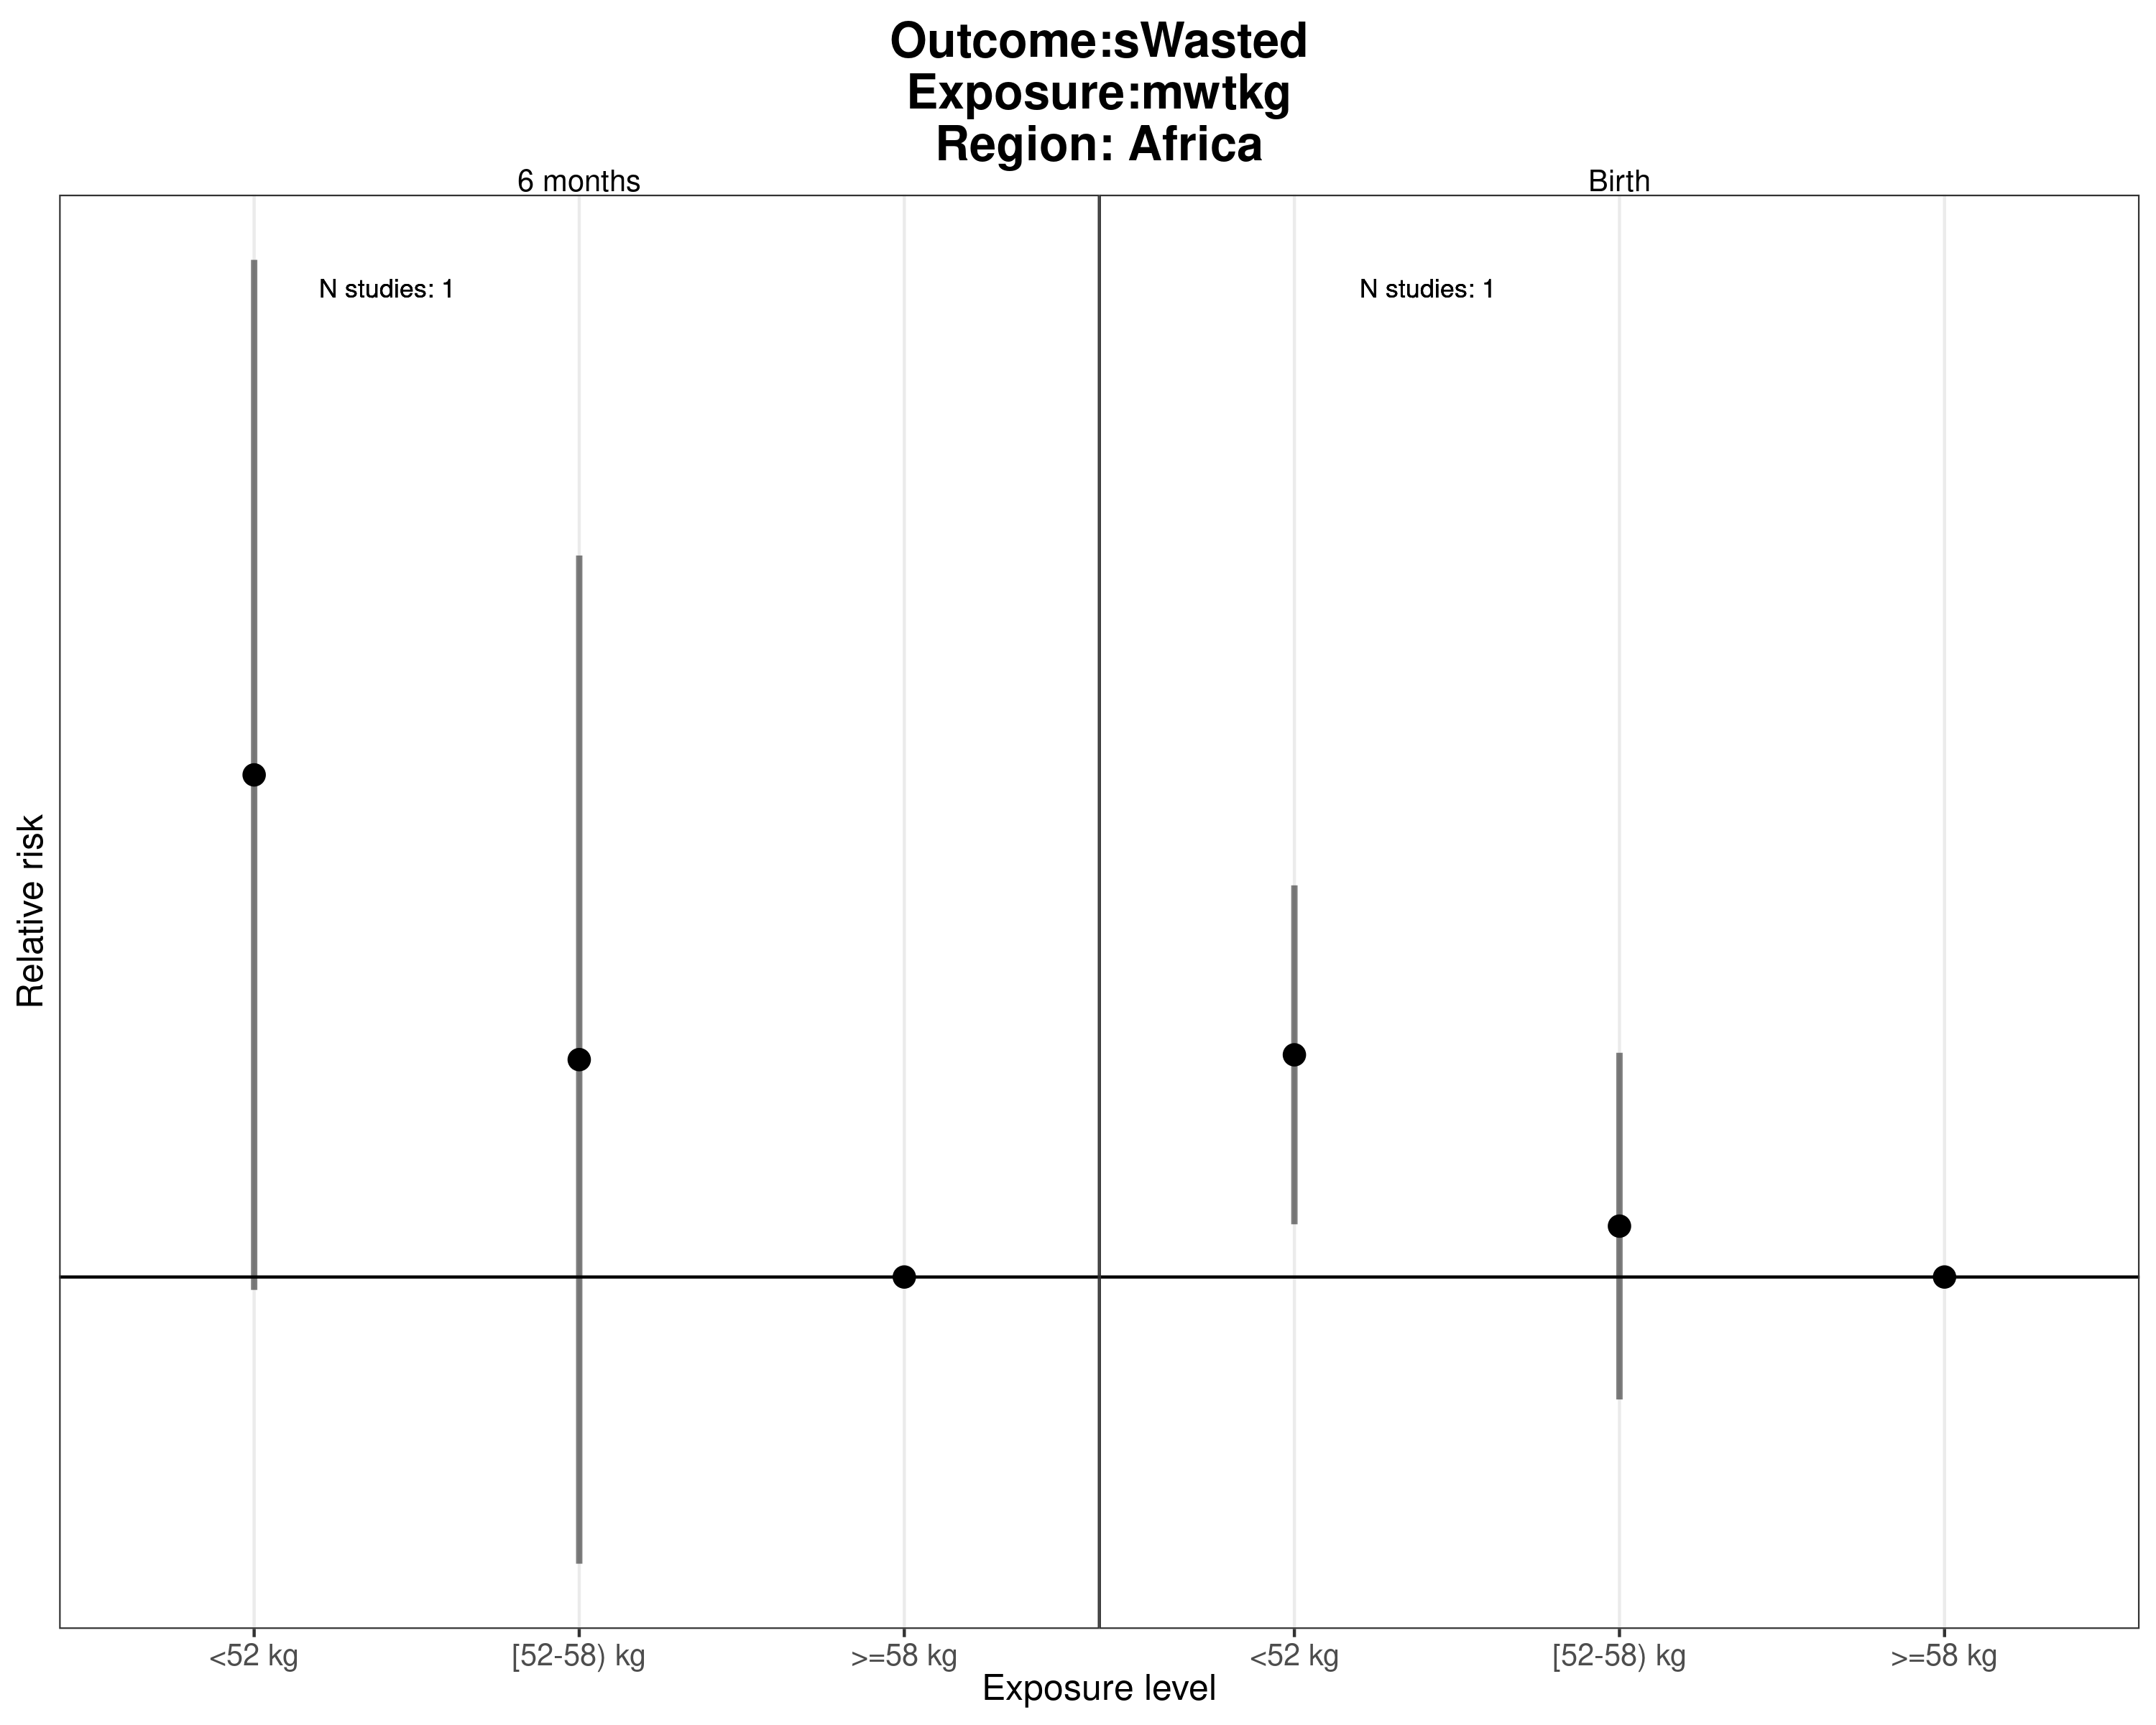 Outcome:sWasted
Exposure:mwtkg
Region: Africa
6 months
Birth
N studies: 1
N studies: 1
Relative risk
<52 kg
[52-58) kg
>=58 kg
<52 kg
[52-58) kg
>=58 kg
Exposure level